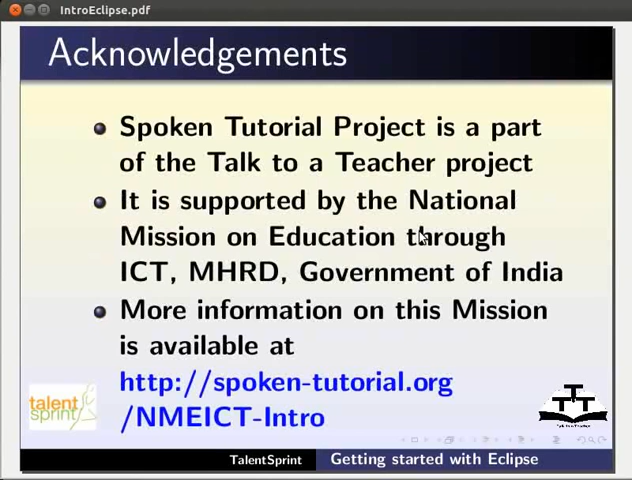 IntroEclipse.pdf
Acknowledgements
Spoken Tutorial Project is a part
of the Talk to a Teacher project
It is supported by the National
Mission on Education through
ICT, MHRD, Government of India
More information on this Mission
is available at
http://spoken-tutorial.org
/NMEICT-Intro
talent
sprint
TalentSprint
Getting started with Eclipse